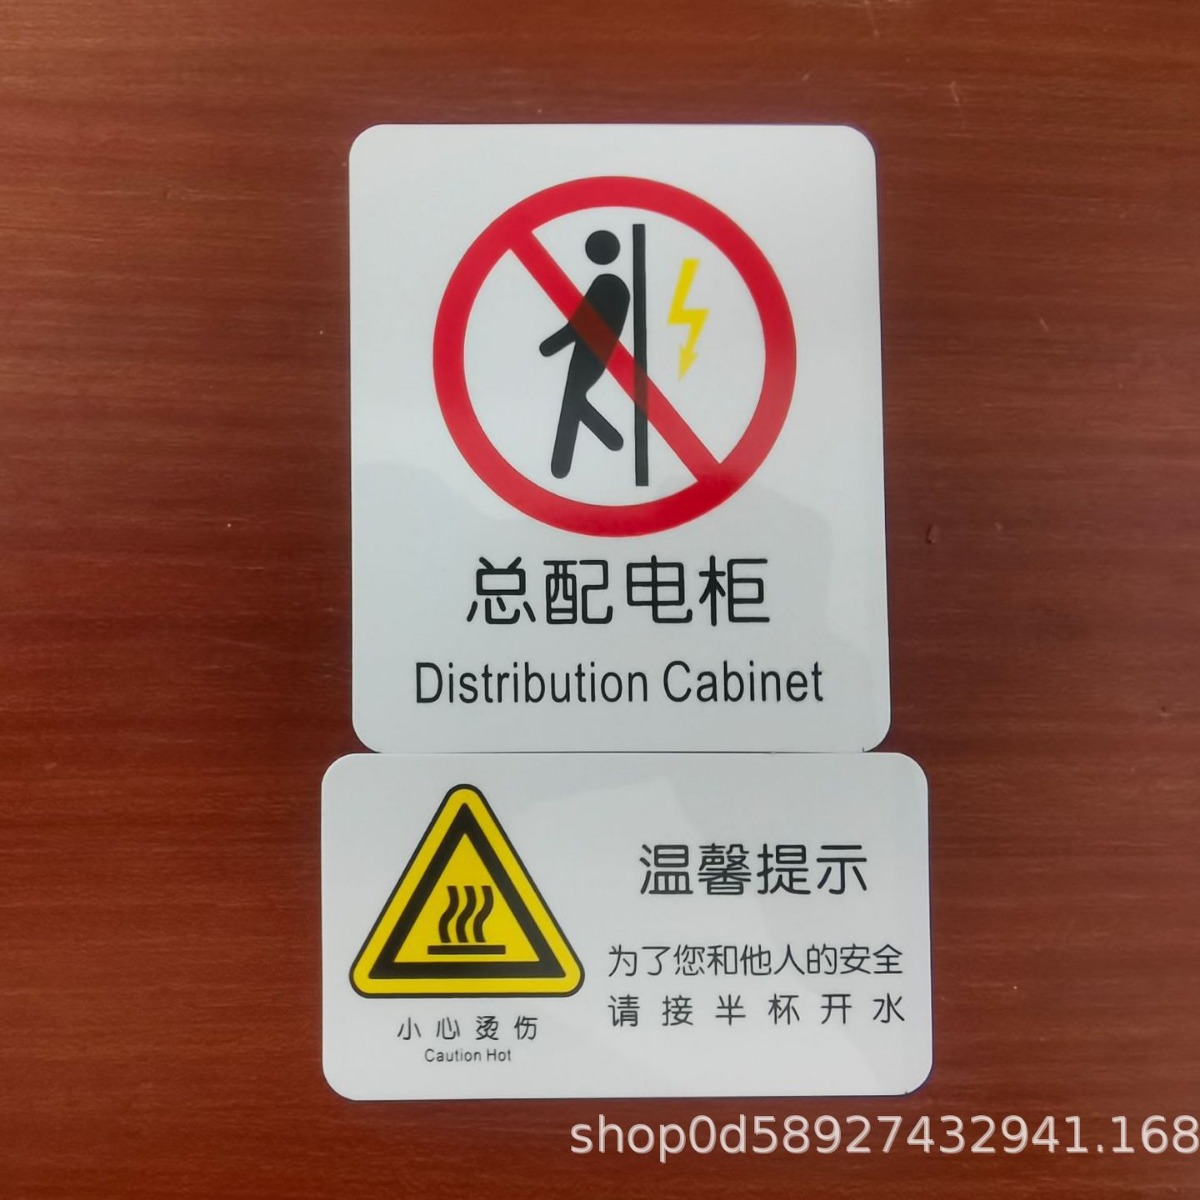 总配电柜
Distribution Cabinet
温馨提示
为了您和他人的安全
请接半杯开水
小心烫伤
Caution Hot
shop0d58927432941.168